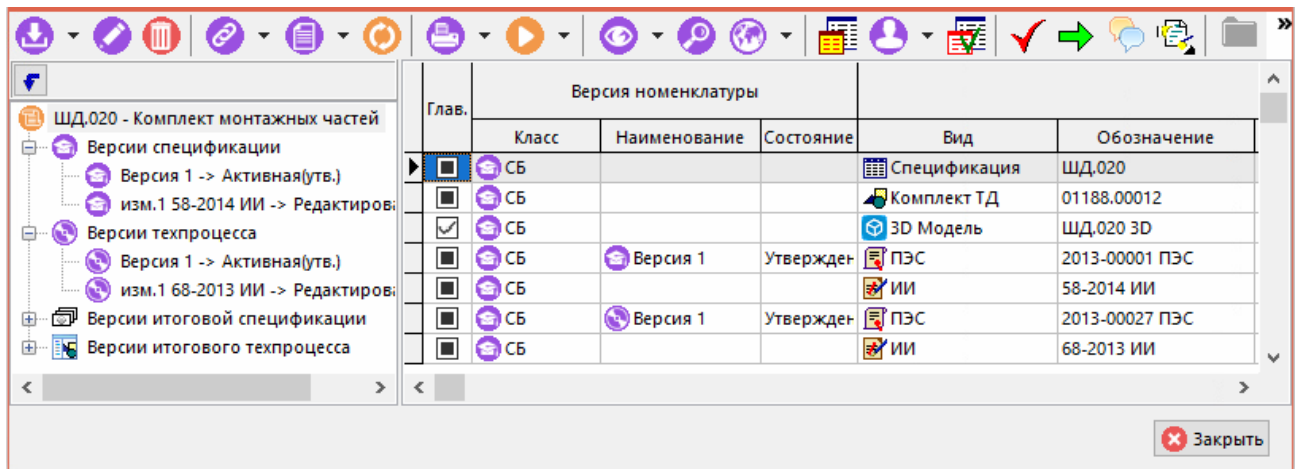 »
ШД.020 - Комплект монтажных частей
Версии спецификации
Версия 1 -> Активная(утв.)
изм.1 58-2014 ИИ -> Редактирова
Версии техпроцесса
Версия 1 -> Активная(утв.)
изм.1 68-2013 ИИ -> Редактирова
Версии итоговой спецификации
Версии итогового техпроцесса
Глав. Версия номенклатуры
Класс Наименование Состояние Вид Обозначение
СБ Спецификация ШД.020
СБ Комплект ТД 01188.00012
СБ 3D Модель ШД.020 3D
СБ Версия 1 Утвержден ПЭС 2013-00001 ПЭС
СБ ИИ 58-2014 ИИ
СБ Версия 1 Утвержден ПЭС 2013-00027 ПЭС
СБ ИИ 68-2013 ИИ
Закрыть